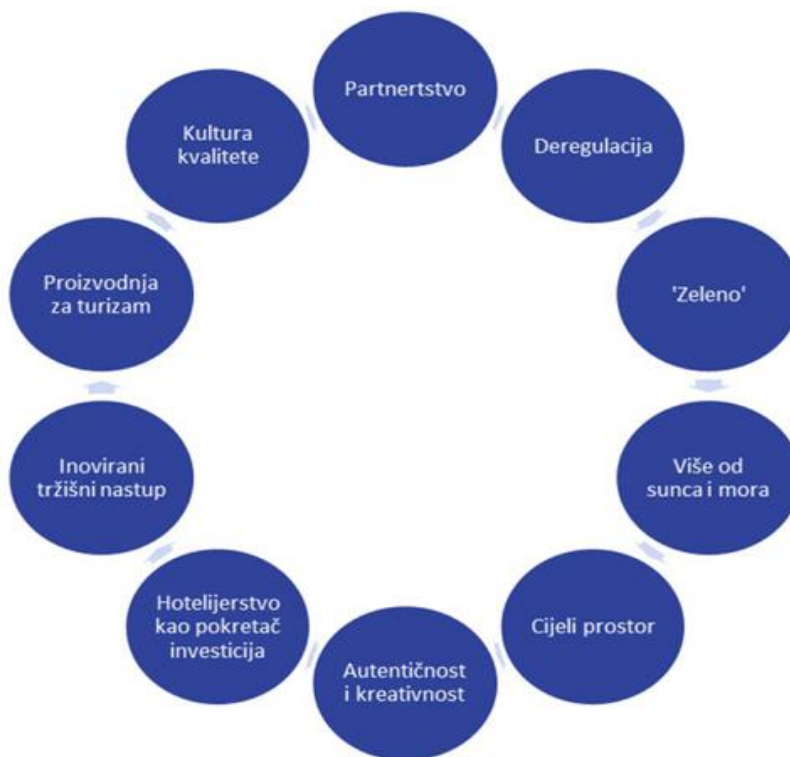 Partnertstvo
Deregulacija
'Zeleno'
Više od
sunca i mora
Cijeli prostor
Autentičnost
i kreativnost
Hotelijerstvo
kao pokretač
investicija
Inovirani
tržišni nastup
Proizvodnja
za turizam
Kultura
kvalitete